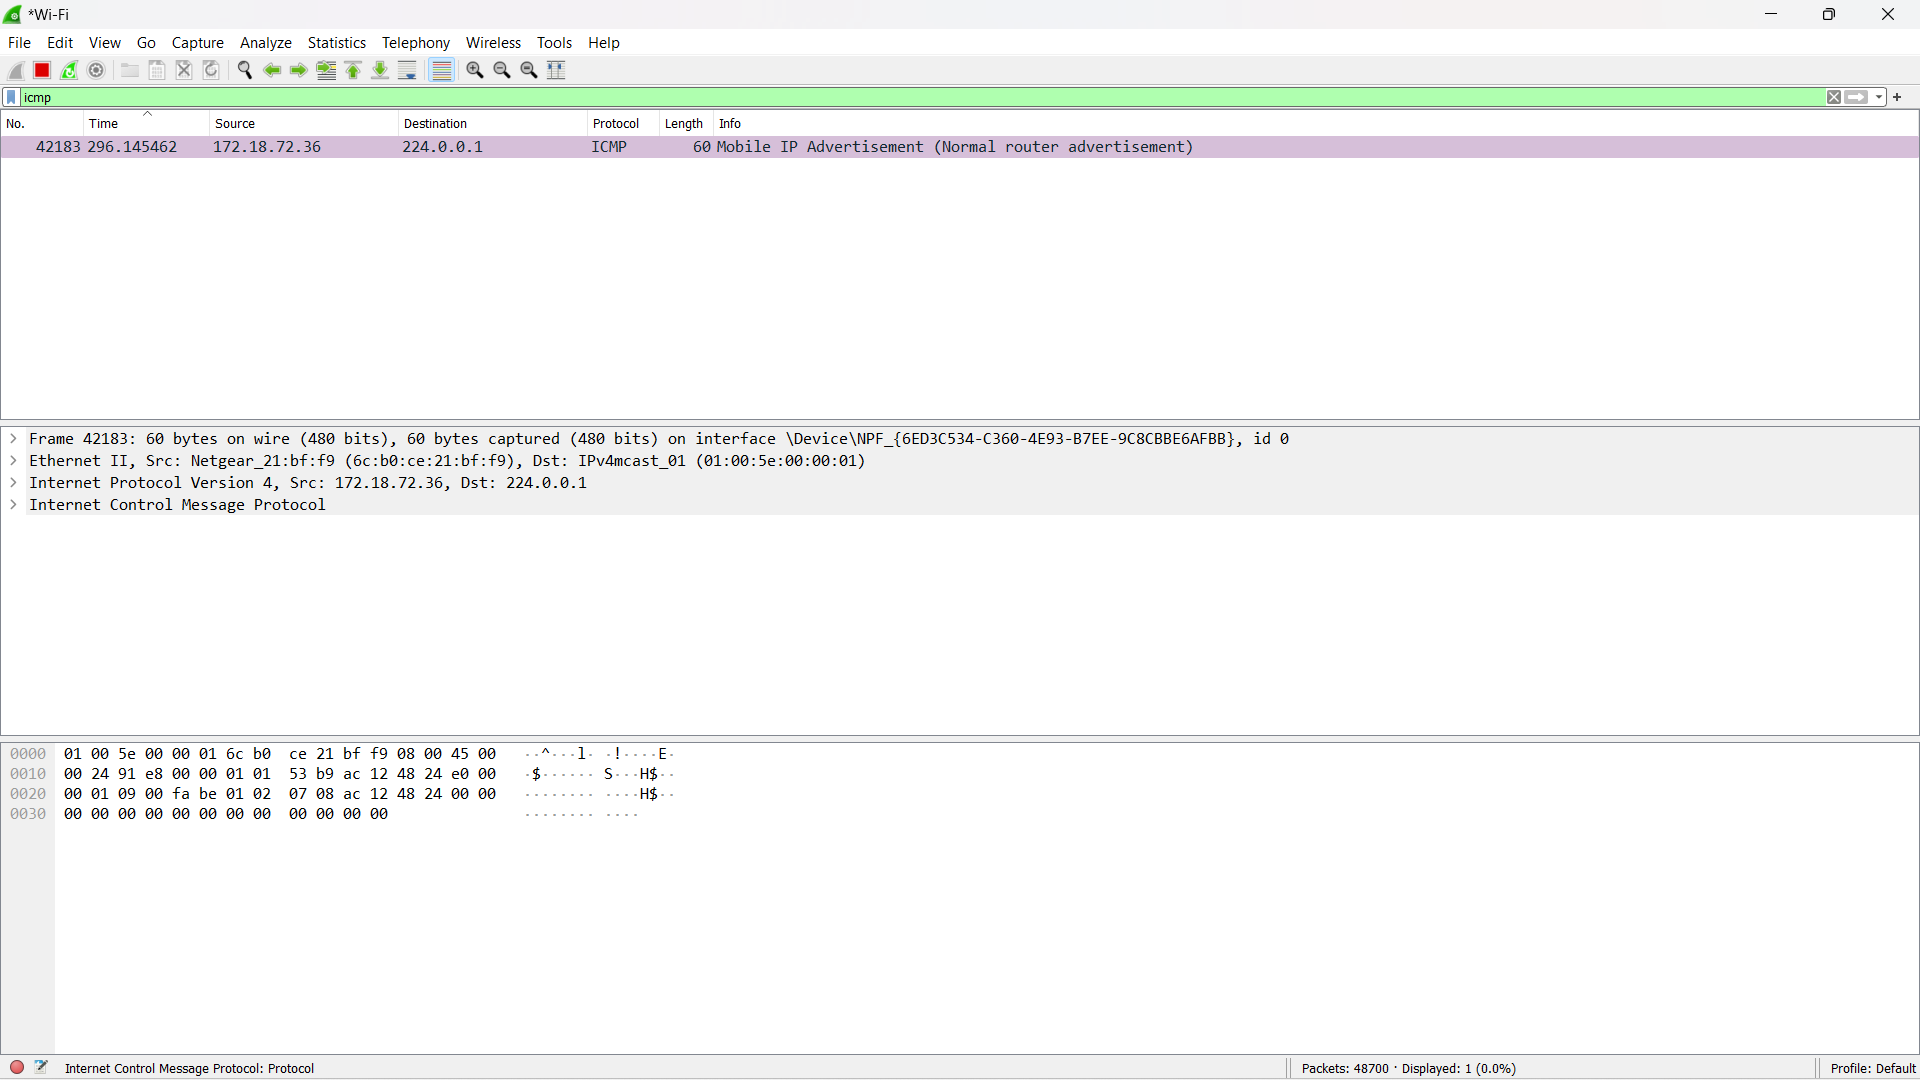 *Wi-Fi
File Edit View Go Capture Analyze Statistics Telephony Wireless Tools Help
icmp
No. Time Source Destination Protocol Length Info
42183 296.145462 172.18.72.36 224.0.0.1 ICMP 60 Mobile IP Advertisement (Normal router advertisement)
Frame 42183: 60 bytes on wire (480 bits), 60 bytes captured (480 bits) on interface \Device\NPF_{6ED3C534-C360-4E93-B7EE-9C8CBBE6AFBB}, id 0
Ethernet II, Src: Netgear_21:bf:f9 (6c:b0:ce:21:bf:f9), Dst: IPv4mcast_01 (01:00:5e:00:00:01)
Internet Protocol Version 4, Src: 172.18.72.36, Dst: 224.0.0.1
Internet Control Message Protocol
0000 01 00 5e 00 00 01 6c b0 ce 21 bf f9 08 00 45 00 ··^···l· ·!····E·
0010 00 24 91 e8 00 00 01 01 53 b9 ac 12 48 24 e0 00 ·$······ S···H$··
0020 00 01 09 00 fa be 01 02 07 08 ac 12 48 24 00 00 ········ ····H$··
0030 00 00 00 00 00 00 00 00 00 00 00 00 ········ ····
Internet Control Message Protocol: Protocol Packets: 48700 · Displayed: 1 (0.0%) Profile: Default